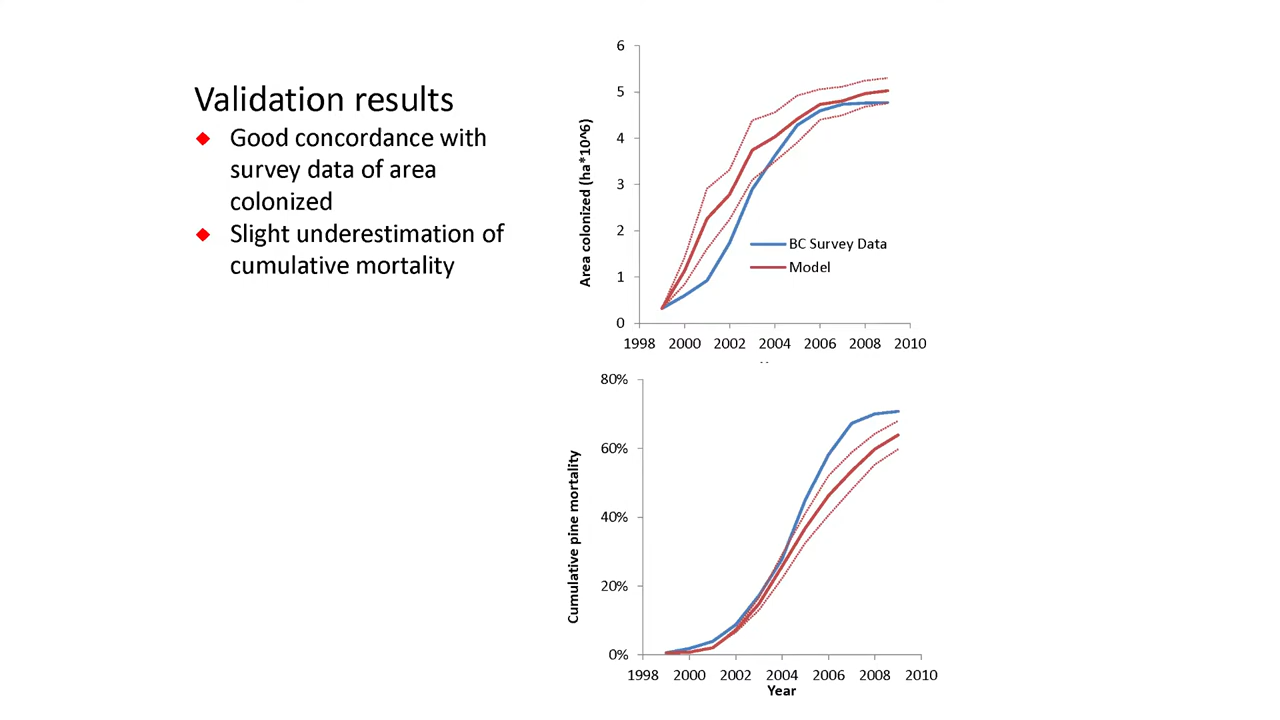 Validation results
Good concordance with
survey data of area
colonized
Slight underestimation of
cumulative mortality
6
5
4
3
2
1
0
Area colonized (ha*10^6)
BC Survey Data
Model
1998 2000 2002 2004 2006 2008 2010
80%
60%
40%
20%
0%
Cumulative pine mortality
1998 2000 2002 2004 2006 2008 2010
Year